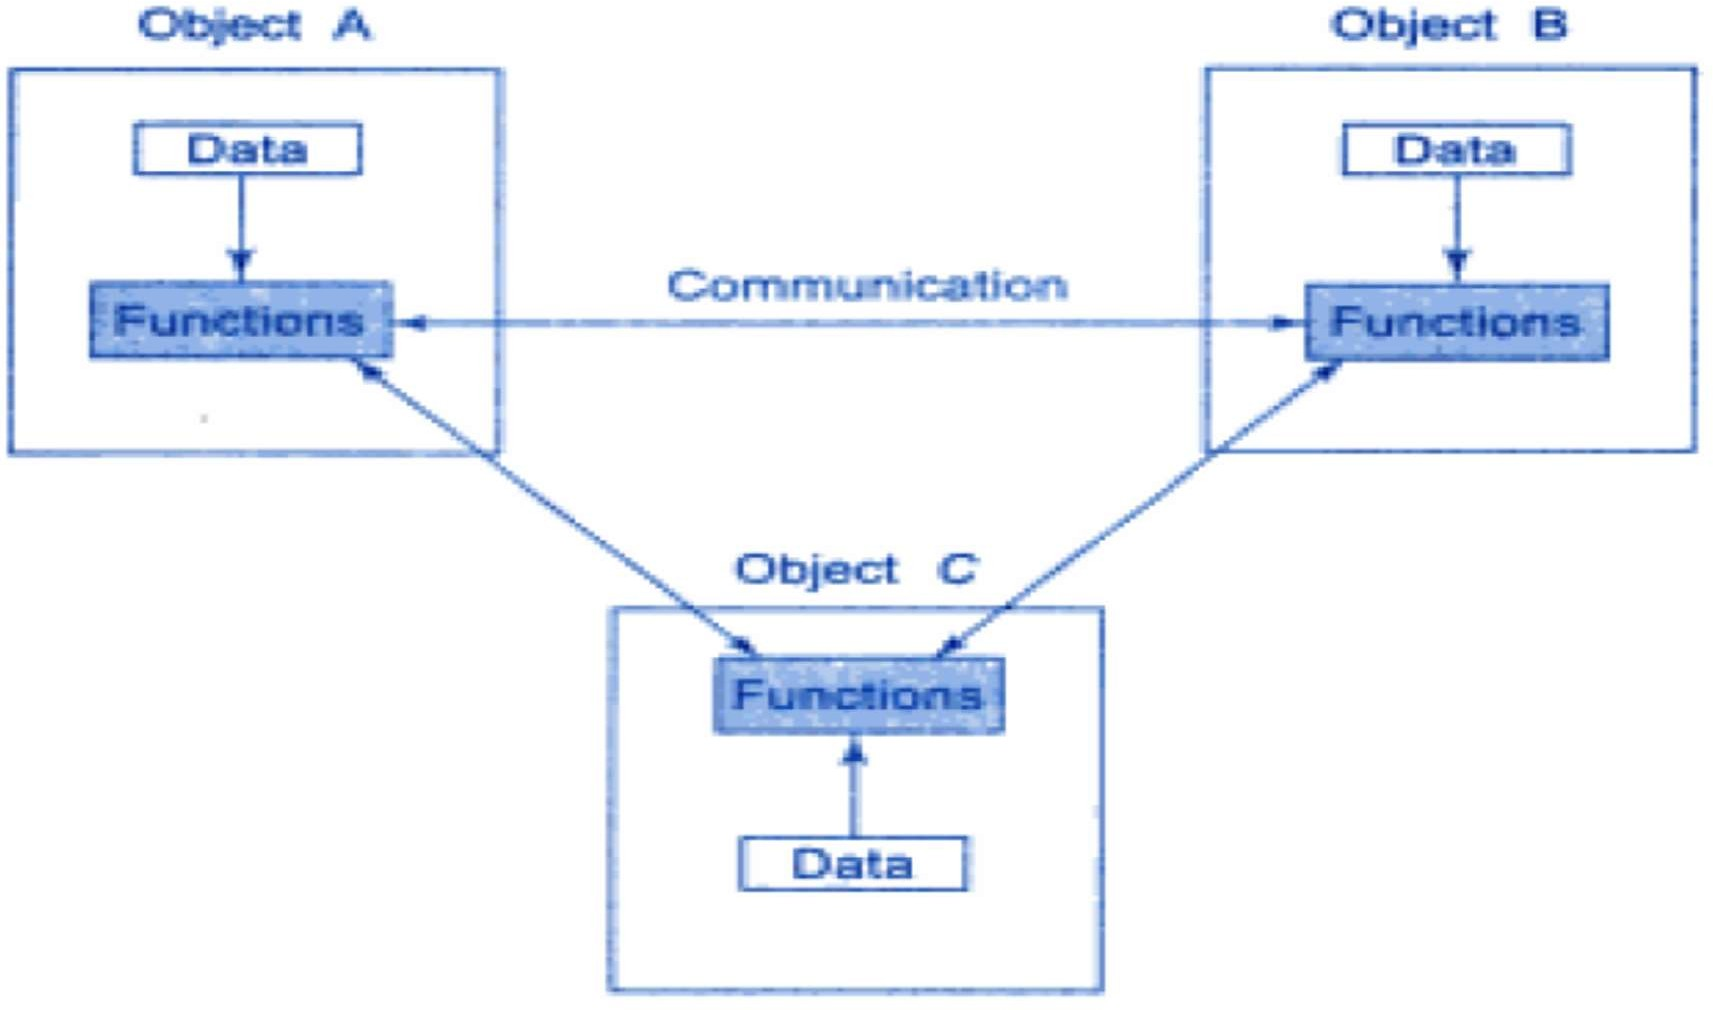 Object A
Object B
Data
Data
Communication
Functions
Functions
Object C
Functions
Data